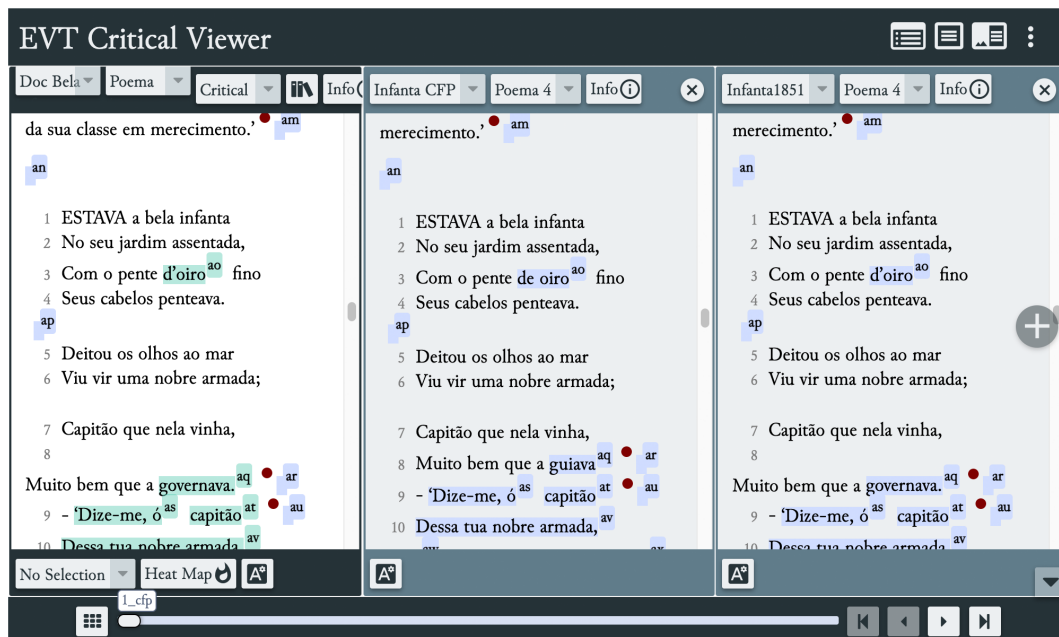 EVT Critical Viewer
Doc Bela Poema Critical Info
da sua classe em merecimento.’ am
an
1 ESTAVA a bela infanta
2 No seu jardim assentada,
3 Com o pente d’oiro ao fino
4 Seus cabelos penteava.
ap
5 Deitou os olhos ao mar
6 Viu vir uma nobre armada;
7 Capitão que nela vinha,
8
Muito bem que a governava. aq ar
9 - ‘Dize-me, ó as capitão at au
10 Dessa tua nobre armada av
No Selection Heat Map A
Infanta CFP Poema 4 Info
merecimento.’ am
an
1 ESTAVA a bela infanta
2 No seu jardim assentada,
3 Com o pente de oiro ao fino
4 Seus cabelos penteava.
ap
5 Deitou os olhos ao mar
6 Viu vir uma nobre armada;
7 Capitão que nela vinha,
8 Muito bem que a guiava aq ar
9 - ‘Dize-me, ó as capitão at au
10 Dessa tua nobre armada, av
A
Infanta1851 Poema 4 Info
merecimento.’ am
an
1 ESTAVA a bela infanta
2 No seu jardim assentada,
3 Com o pente d’oiro ao fino
4 Seus cabelos penteava.
ap
5 Deitou os olhos ao mar
6 Viu vir uma nobre armada;
7 Capitão que nela vinha,
8
Muito bem que a governava. aq ar
9 - ‘Dize-me, ó as capitão at au
10 Dessa tua nobre armada av
A
1_cfp